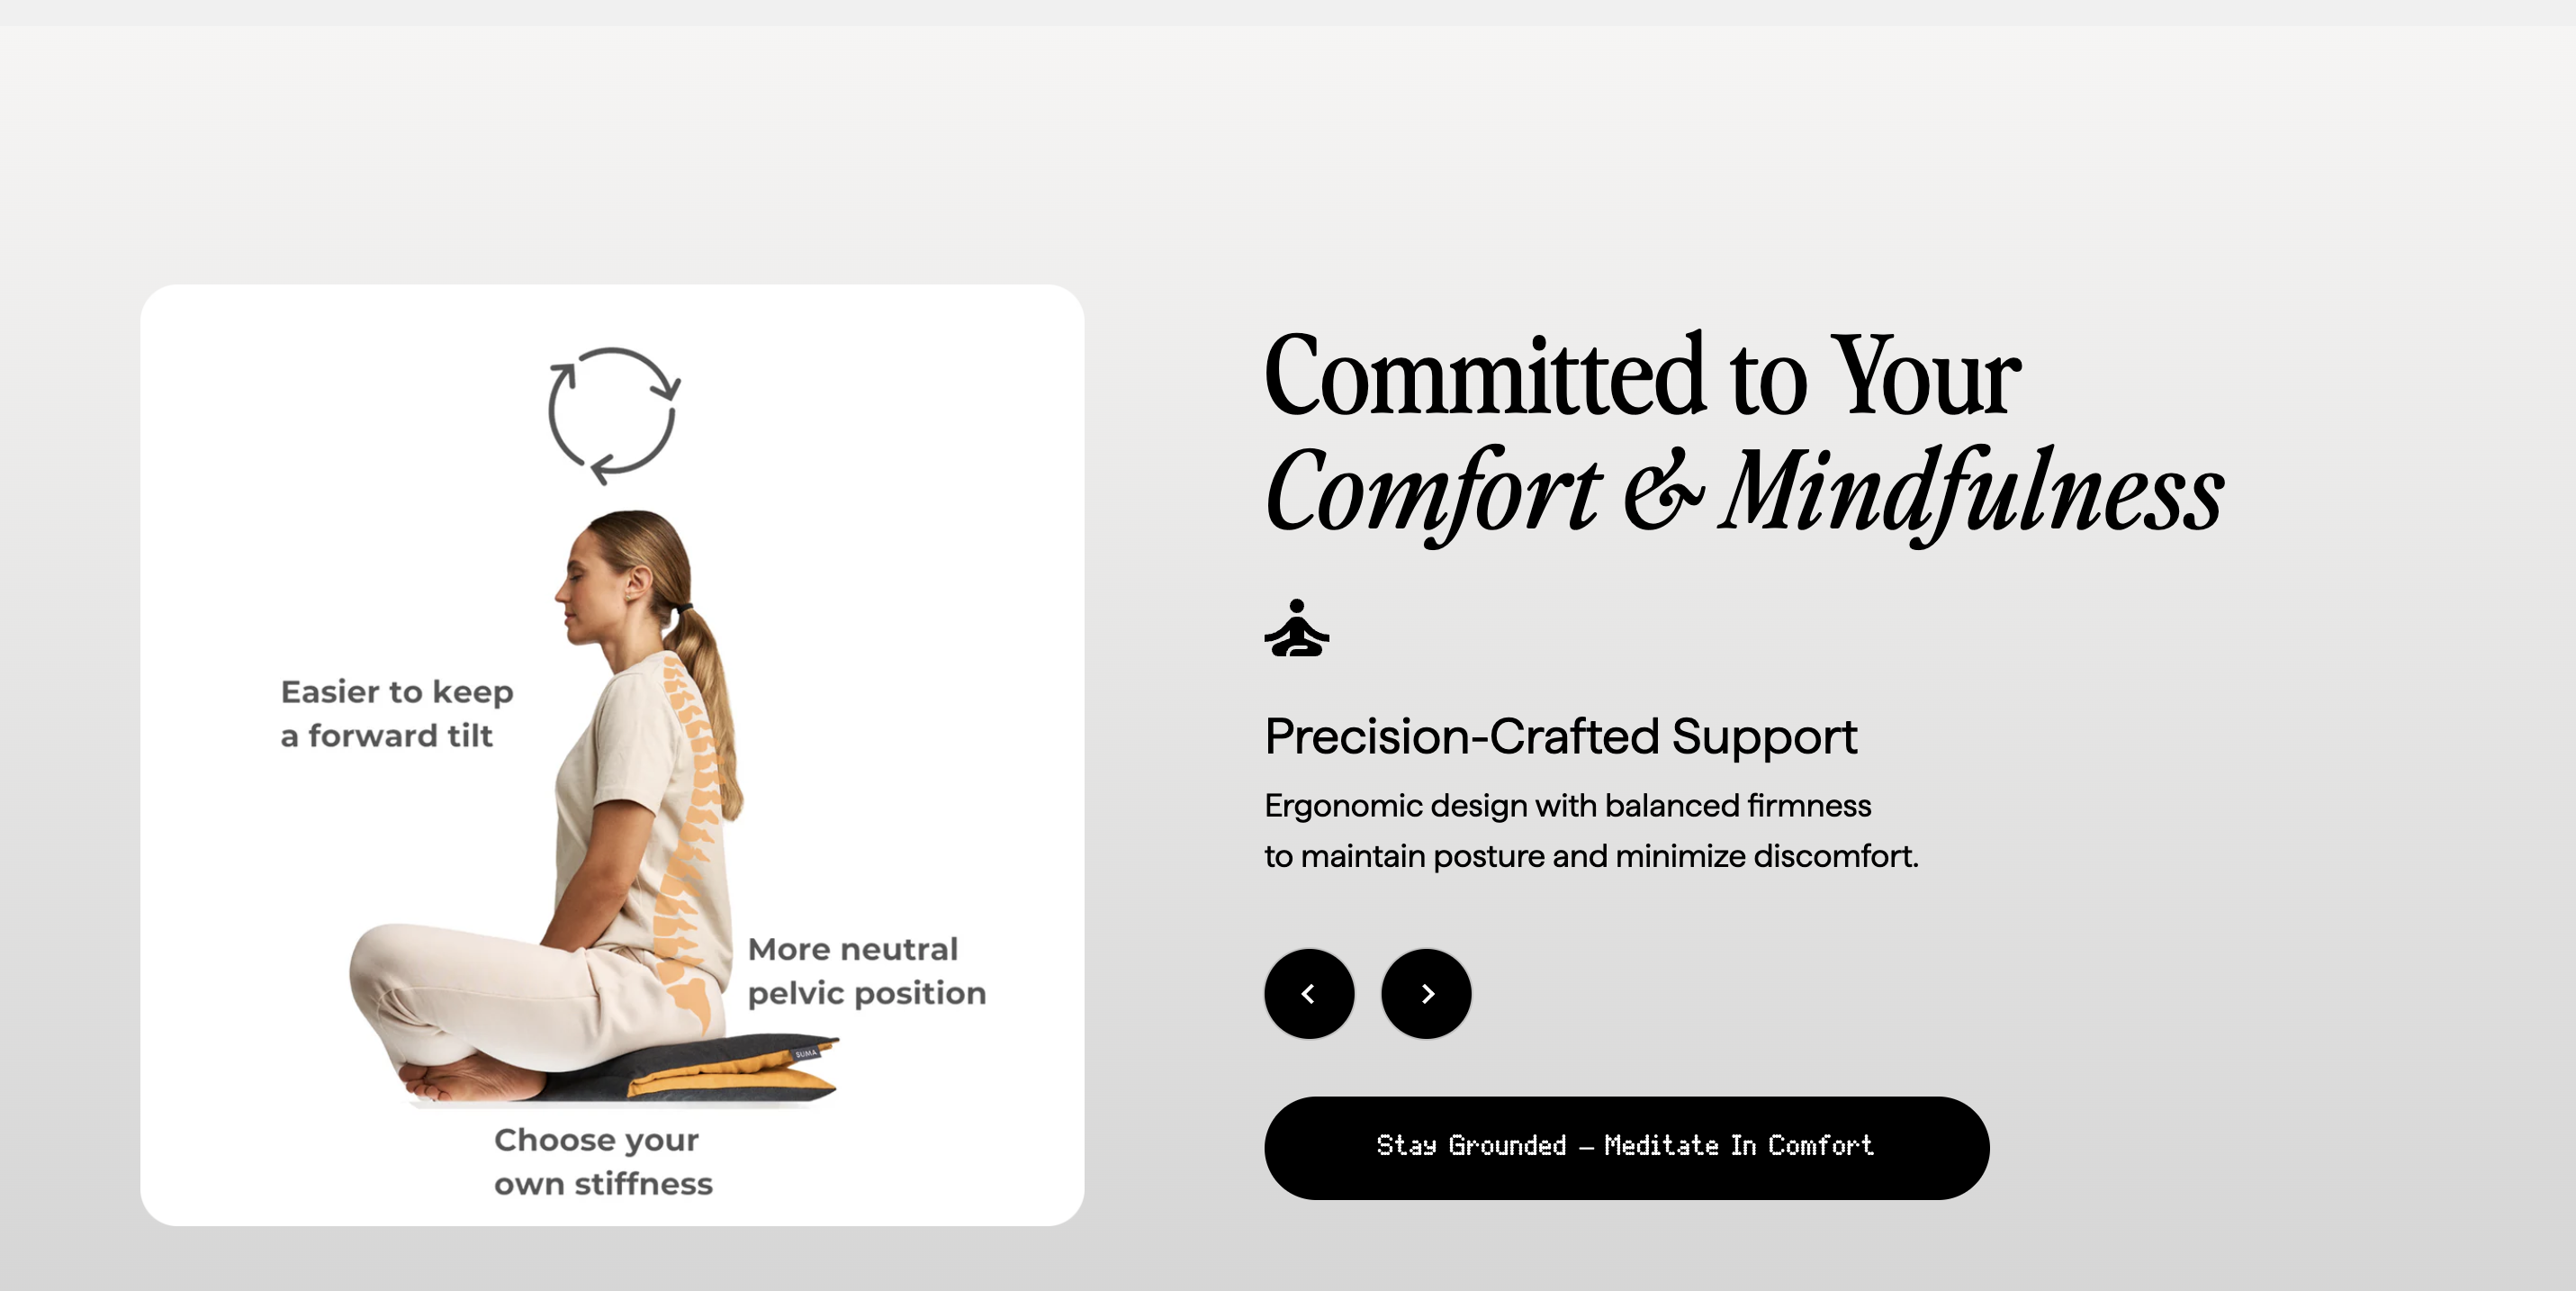 Easier to keep
a forward tilt
More neutral
pelvic position
SUMA
Choose your
own stiffness
Committed to Your
Comfort & Mindfulness
Precision-Crafted Support
Ergonomic design with balanced firmness
to maintain posture and minimize discomfort.
Stay Grounded – Meditate In Comfort